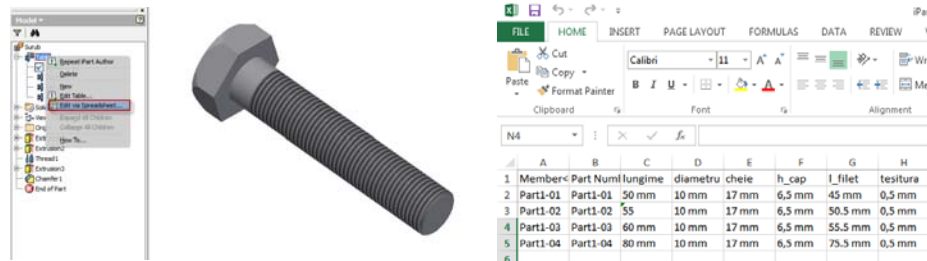 Model
Surub
Table
Repeat iPart Author
Delete
New
Edit Table...
Edit via Spreadsheet...
Expand All Children
Collapse All Children
How To...
Extrusion2
Thread1
Extrusion3
Chamfer1
End of Part
iPa
FILE HOME INSERT PAGE LAYOUT FORMULAS DATA REVIEW
Cut
Copy
Format Painter
Paste
Clipboard
Calibri 11
B I U
Font
Wr
Me
Alignment
N4 fx
A B C D E F G H
1 Member< Part Numl lungime diametru cheie h_cap l_filet tesitura
2 Part1-01 Part1-01 50 mm 10 mm 17 mm 6,5 mm 45 mm 0,5 mm
3 Part1-02 Part1-02 55 10 mm 17 mm 6,5 mm 50.5 mm 0,5 mm
4 Part1-03 Part1-03 60 mm 10 mm 17 mm 6,5 mm 55.5 mm 0,5 mm
5 Part1-04 Part1-04 80 mm 10 mm 17 mm 6,5 mm 75.5 mm 0,5 mm
6